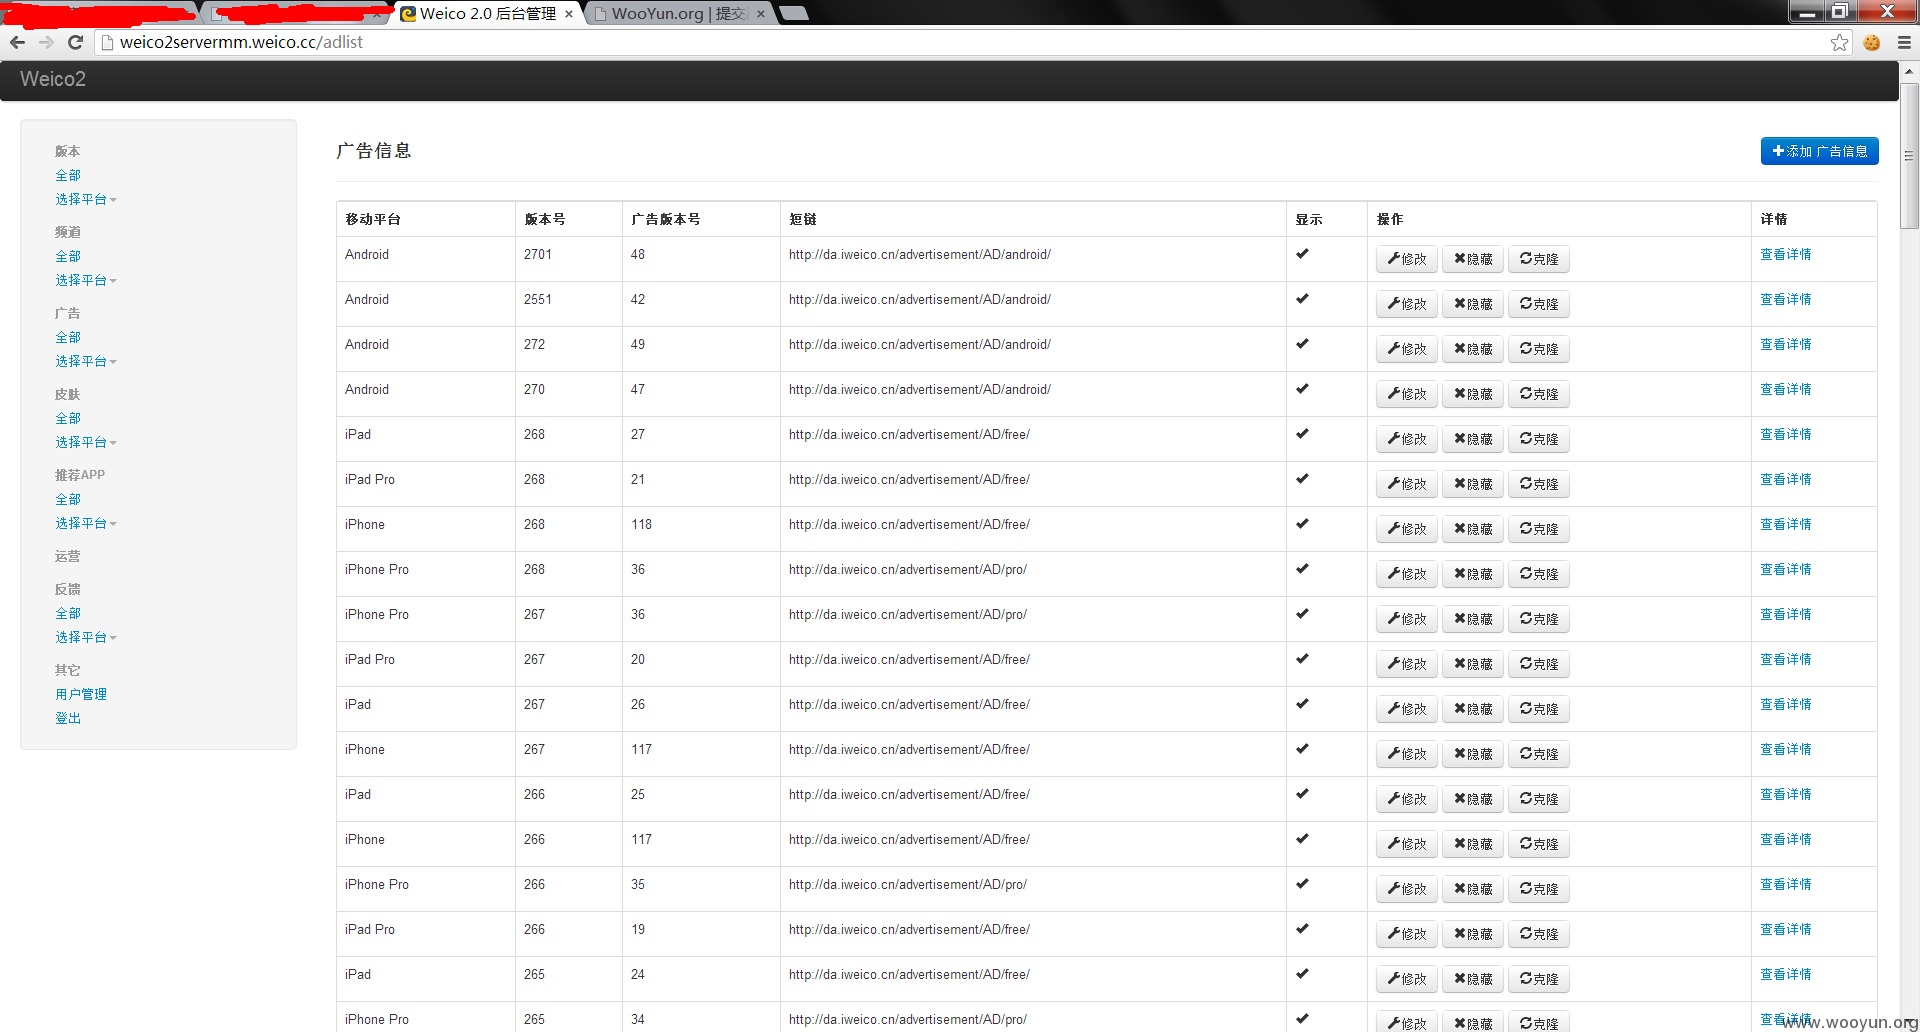 Weico 2.0 后台管理
WooYun.org | 提交
weico2servermm.weico.cc/adlist
Weico2
版本
全部
选择平台
频道
全部
选择平台
广告
全部
选择平台
皮肤
全部
选择平台
推荐APP
全部
选择平台
运营
反馈
全部
选择平台
其它
用户管理
登出
广告信息
添加 广告信息
移动平台 版本号 广告版本号 短链 显示 操作 详情
Android 2701 48 http://da.iweico.cn/advertisement/AD/android/ 修改 隐藏 克隆 查看详情
Android 2551 42 http://da.iweico.cn/advertisement/AD/android/ 修改 隐藏 克隆 查看详情
Android 272 49 http://da.iweico.cn/advertisement/AD/android/ 修改 隐藏 克隆 查看详情
Android 270 47 http://da.iweico.cn/advertisement/AD/android/ 修改 隐藏 克隆 查看详情
iPad 268 27 http://da.iweico.cn/advertisement/AD/free/ 修改 隐藏 克隆 查看详情
iPad Pro 268 21 http://da.iweico.cn/advertisement/AD/free/ 修改 隐藏 克隆 查看详情
iPhone 268 118 http://da.iweico.cn/advertisement/AD/free/ 修改 隐藏 克隆 查看详情
iPhone Pro 268 36 http://da.iweico.cn/advertisement/AD/pro/ 修改 隐藏 克隆 查看详情
iPhone Pro 267 36 http://da.iweico.cn/advertisement/AD/pro/ 修改 隐藏 克隆 查看详情
iPad Pro 267 20 http://da.iweico.cn/advertisement/AD/free/ 修改 隐藏 克隆 查看详情
iPad 267 26 http://da.iweico.cn/advertisement/AD/free/ 修改 隐藏 克隆 查看详情
iPhone 267 117 http://da.iweico.cn/advertisement/AD/free/ 修改 隐藏 克隆 查看详情
iPad 266 25 http://da.iweico.cn/advertisement/AD/free/ 修改 隐藏 克隆 查看详情
iPhone 266 117 http://da.iweico.cn/advertisement/AD/free/ 修改 隐藏 克隆 查看详情
iPhone Pro 266 35 http://da.iweico.cn/advertisement/AD/pro/ 修改 隐藏 克隆 查看详情
iPad Pro 266 19 http://da.iweico.cn/advertisement/AD/free/ 修改 隐藏 克隆 查看详情
iPad 265 24 http://da.iweico.cn/advertisement/AD/free/ 修改 隐藏 克隆 查看详情
iPhone Pro 265 34 http://da.iweico.cn/advertisement/AD/pro/ 修改 隐藏 克隆 查看详情
www.wooyun.org